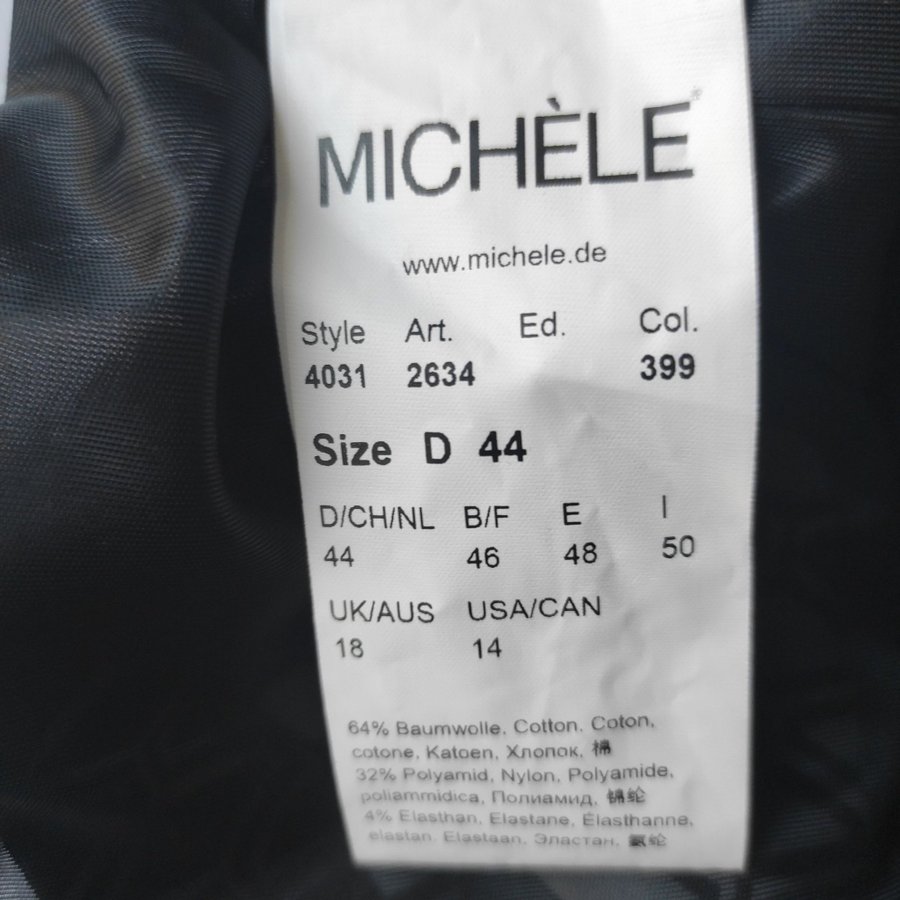 MICHÈLE®
www.michele.de
Style Art. Ed. Col.
4031 2634 399
Size D 44
D/CH/NL B/F E I
44 46 48 50
UK/AUS USA/CAN
18 14
64% Baumwolle, Cotton, Coton,
cotone, Katoen, Хлопок, 棉
32% Polyamid, Nylon, Polyamide,
poliammidica, Полиамид, 锦纶
4% Elasthan, Elastane, Élasthanne,
elastan, Elastaan, Эластан, 氨纶